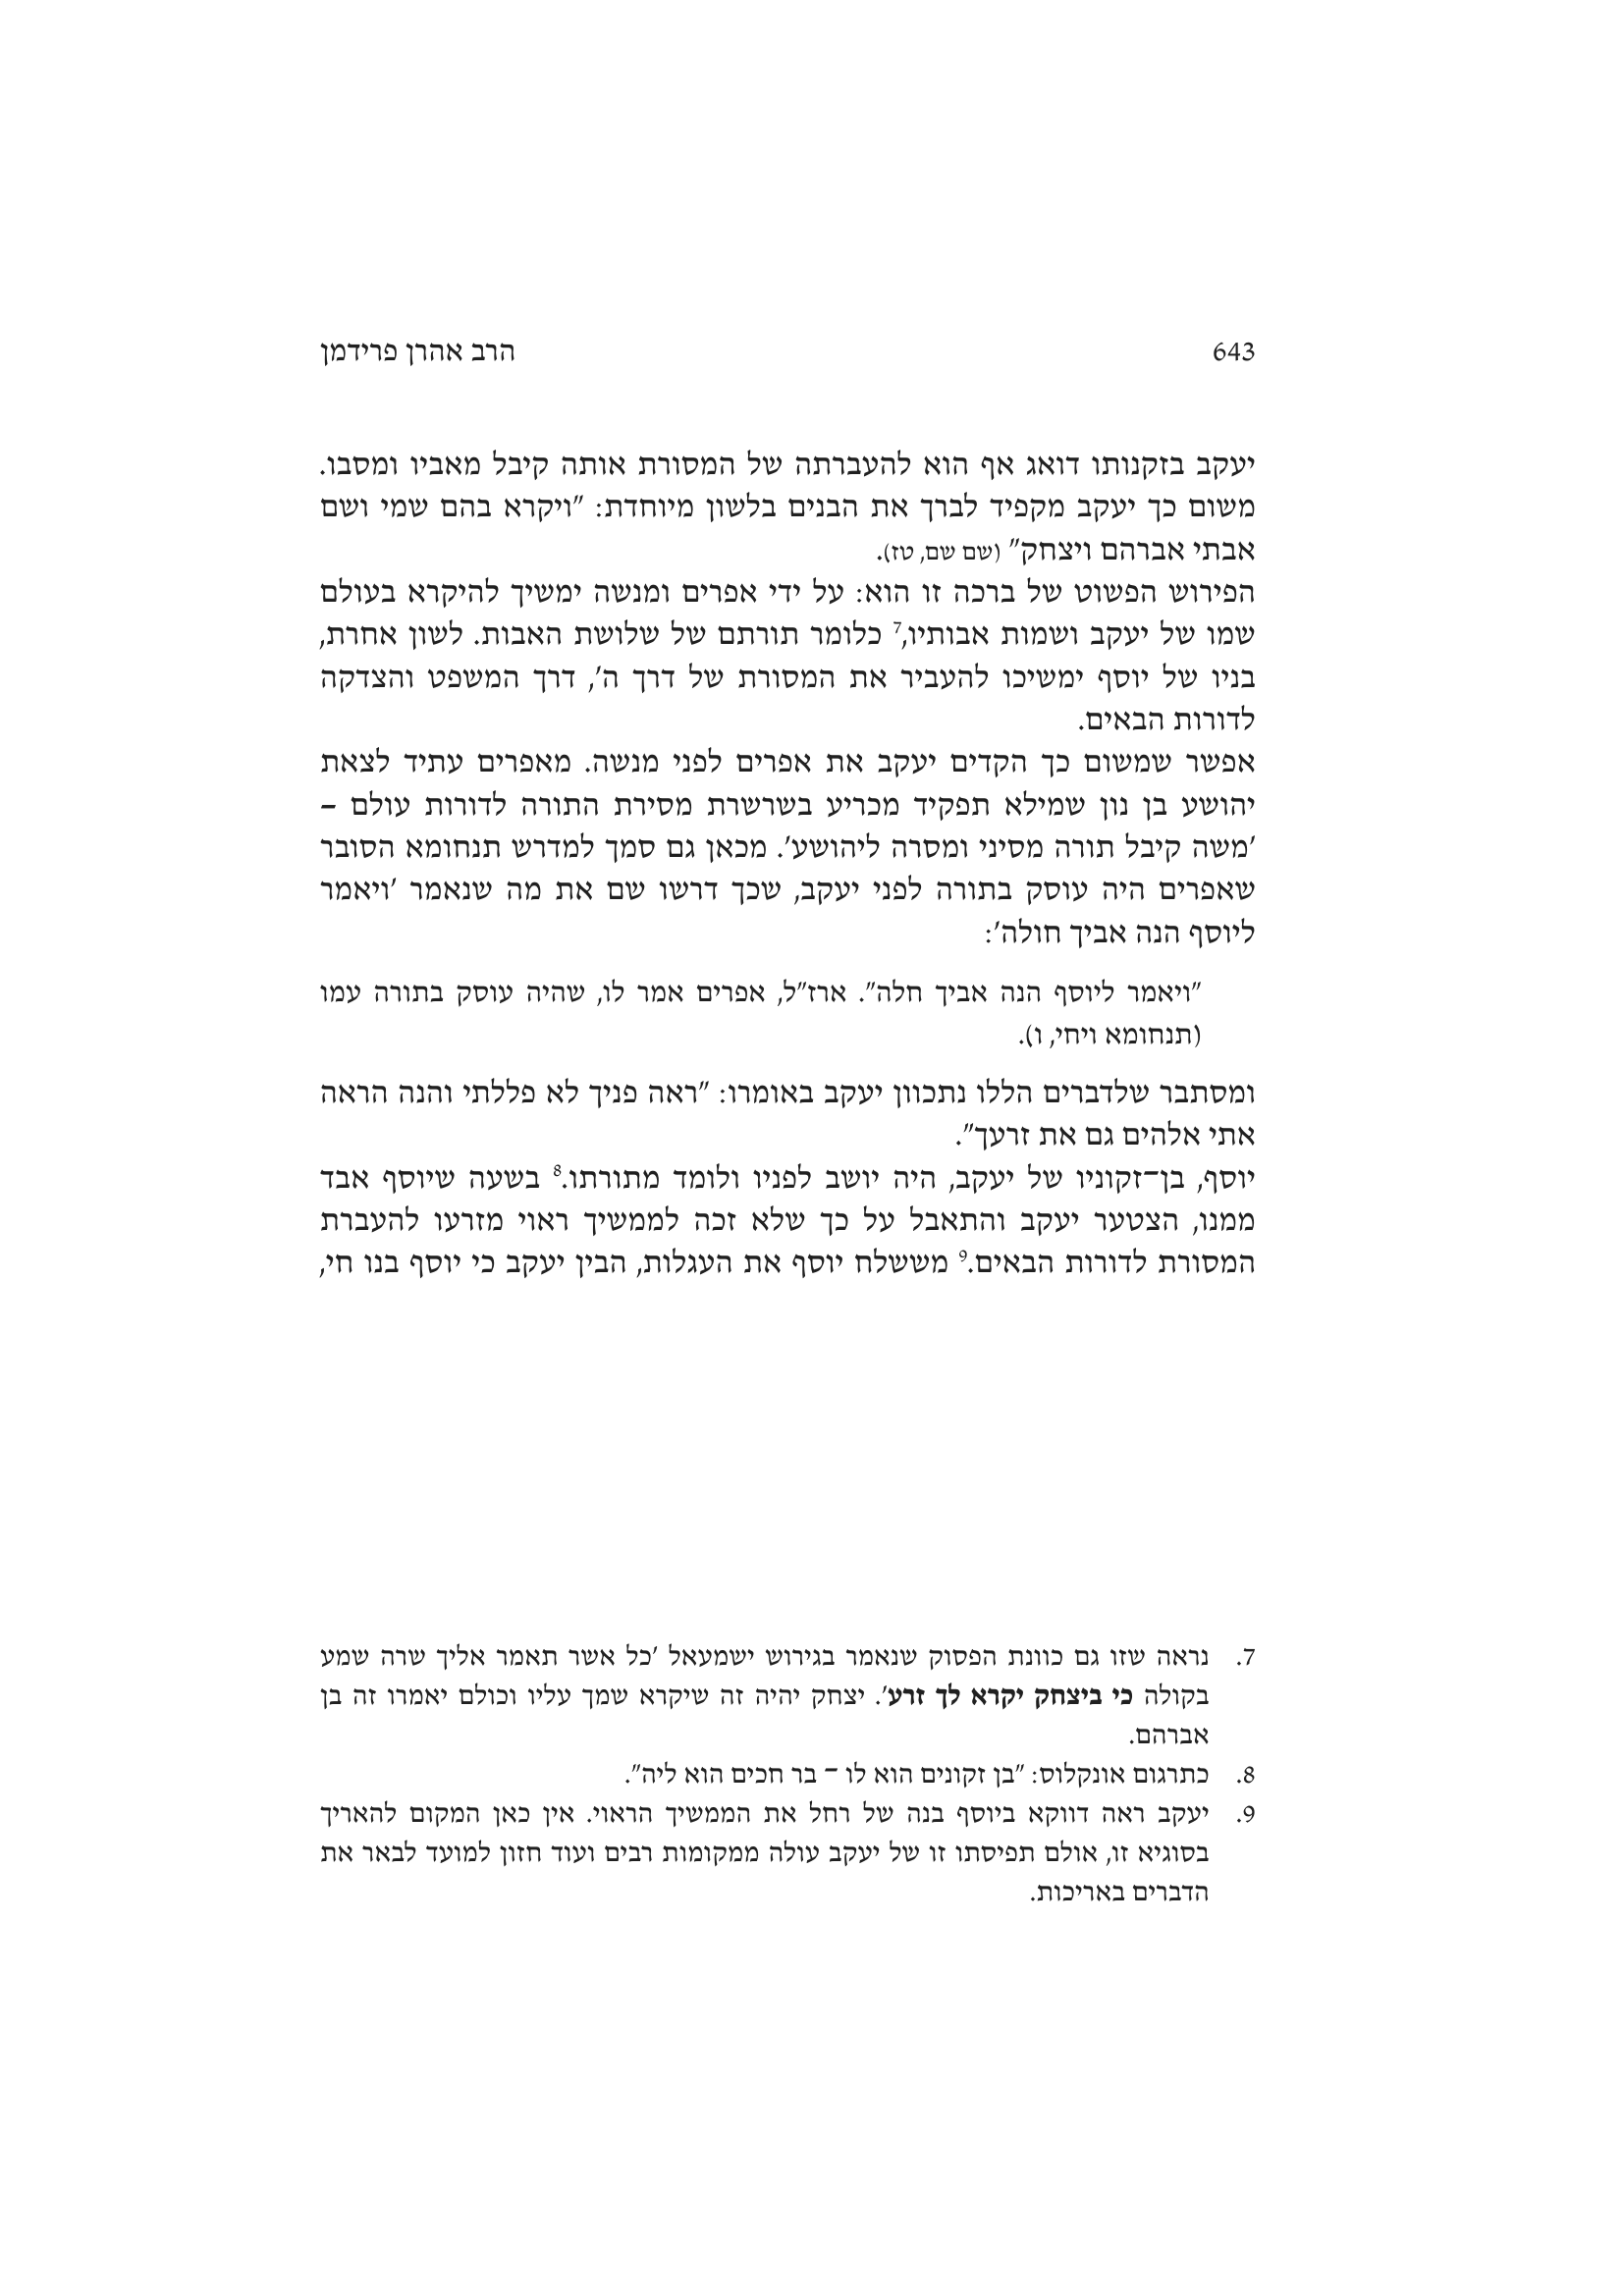 643 הרב אהרן פרידמן
יעקב בזקנותו דואג אף הוא להעברתה של המסורת אותה קיבל מאביו ומסבו.
משום כך יעקב מקפיד לברך את הבנים בלשון מיוחדת: "ויקרא בהם שמי ושם
אבתי אברהם ויצחק" (שם שם, טז).
הפירוש הפשוט של ברכה זו הוא: על ידי אפרים ומנשה ימשיך להיקרא בעולם
שמו של יעקב ושמות אבותיו,7 כלומר תורתם של שלושת האבות. לשון אחרת,
בניו של יוסף ימשיכו להעביר את המסורת של דרך ה', דרך המשפט והצדקה
לדורות הבאים.
אפשר שמשום כך הקדים יעקב את אפרים לפני מנשה. מאפרים עתיד לצאת
יהושע בן נון שמילא תפקיד מכריע בשרשרת מסירת התורה לדורות עולם –
'משה קיבל תורה מסיני ומסרה ליהושע'. מכאן גם סמך למדרש תנחומא הסובר
שאפרים היה עוסק בתורה לפני יעקב, שכך דרשו שם את מה שנאמר 'ויאמר
ליוסף הנה אביך חולה':
"ויאמר ליוסף הנה אביך חלה". ארז"ל, אפרים אמר לו, שהיה עוסק בתורה עמו
(תנחומא ויחי, ו).
ומסתבר שלדברים הללו נתכוון יעקב באומרו: "ראה פניך לא פללתי והנה הראה
אתי אלהים גם את זרעך".
יוסף, בן־זקוניו של יעקב, היה יושב לפניו ולומד מתורתו.8 בשעה שיוסף אבד
ממנו, הצטער יעקב והתאבל על כך שלא זכה לממשיך ראוי מזרעו להעברת
המסורת לדורות הבאים.9 מששלח יוסף את העגלות, הבין יעקב כי יוסף בנו חי,
7. נראה שזו גם כוונת הפסוק שנאמר בגירוש ישמעאל 'כל אשר תאמר אליך שרה שמע
בקולה כי ביצחק יקרא לך זרע'. יצחק יהיה זה שיקרא שמך עליו וכולם יאמרו זה בן
אברהם.
8. כתרגום אונקלוס: "בן זקונים הוא לו ־ בר חכים הוא ליה".
9. יעקב ראה דווקא ביוסף בנה של רחל את הממשיך הראוי. אין כאן המקום להאריך
בסוגיא זו, אולם תפיסתו זו של יעקב עולה ממקומות רבים ועוד חזון למועד לבאר את
הדברים באריכות.